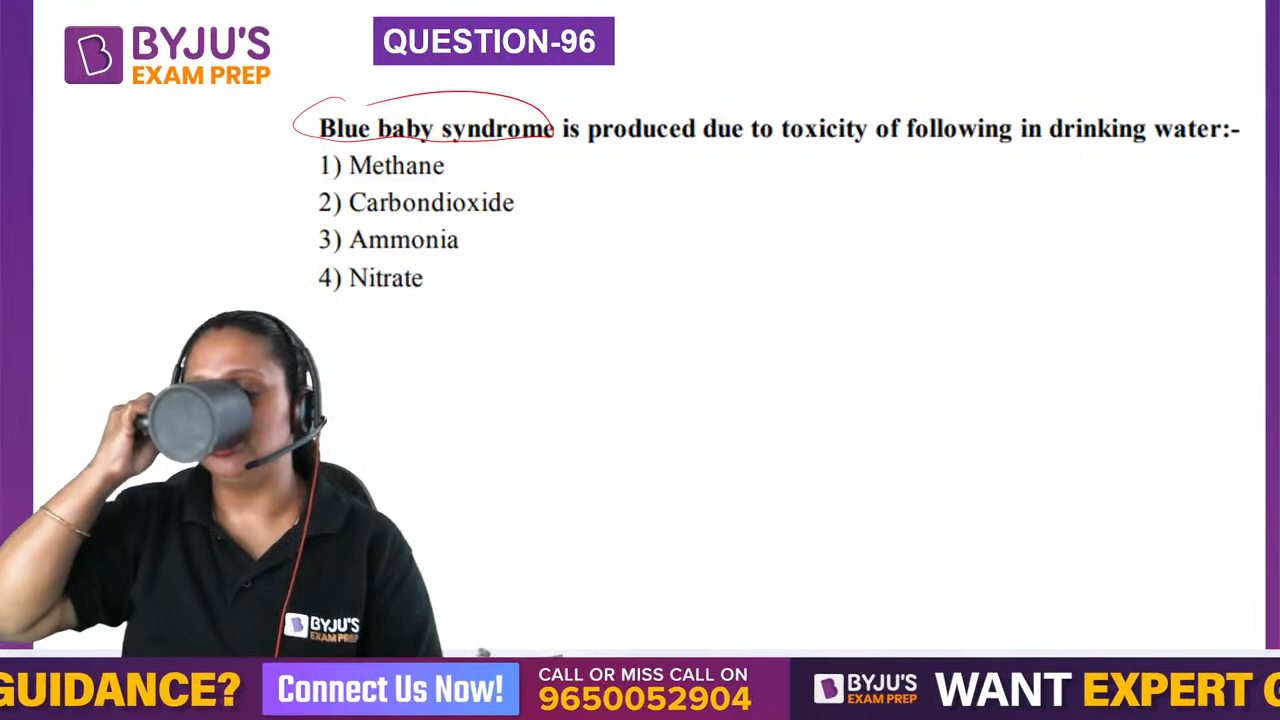 BYJU'S
EXAM PREP
QUESTION-96
Blue baby syndrome is produced due to toxicity of following in drinking water:-
1) Methane
2) Carbondioxide
3) Ammonia
4) Nitrate
BYJU'S
EXAM PREP
GUIDANCE?
Connect Us Now!
CALL OR MISS CALL ON
9650052904
BYJU'S
EXAM PREP
WANT EXPERT G